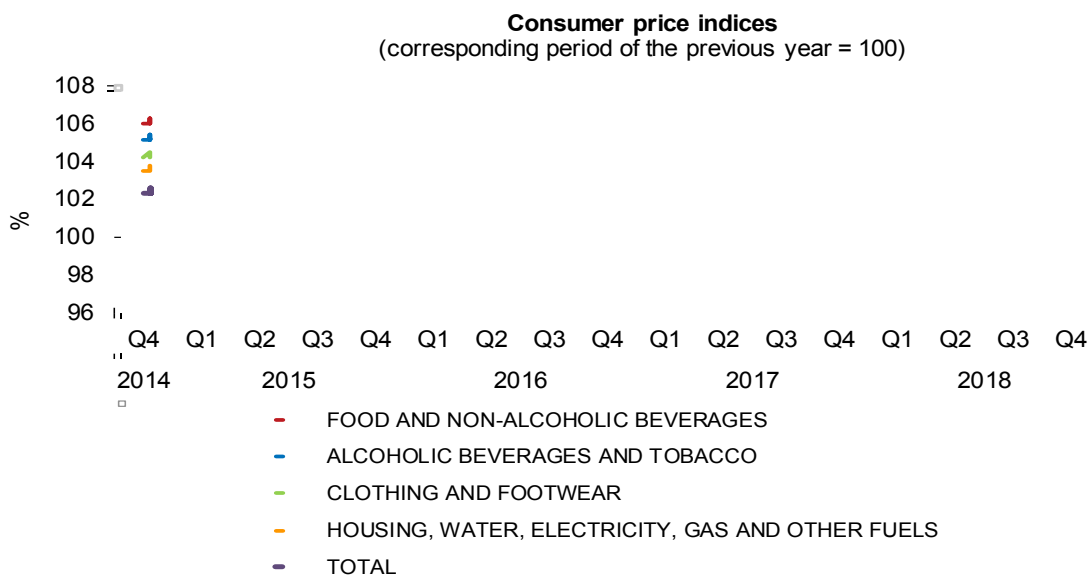 Consumer price indices
(corresponding period of the previous year = 100)
108
106
104
102
100
98
96
%
Q4 Q1 Q2 Q3 Q4 Q1 Q2 Q3 Q4 Q1 Q2 Q3 Q4 Q1 Q2 Q3 Q4
2014 2015 2016 2017 2018
FOOD AND NON-ALCOHOLIC BEVERAGES
ALCOHOLIC BEVERAGES AND TOBACCO
CLOTHING AND FOOTWEAR
HOUSING, WATER, ELECTRICITY, GAS AND OTHER FUELS
TOTAL